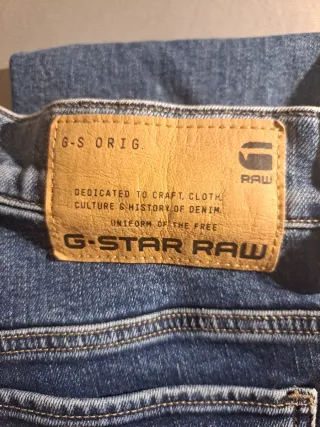 G-S ORIG.
G
RAW
DEDICATED TO CRAFT, CLOTH,
CULTURE & HISTORY OF DENIM.
UNIFORM OF THE FREE
G-STAR RAW